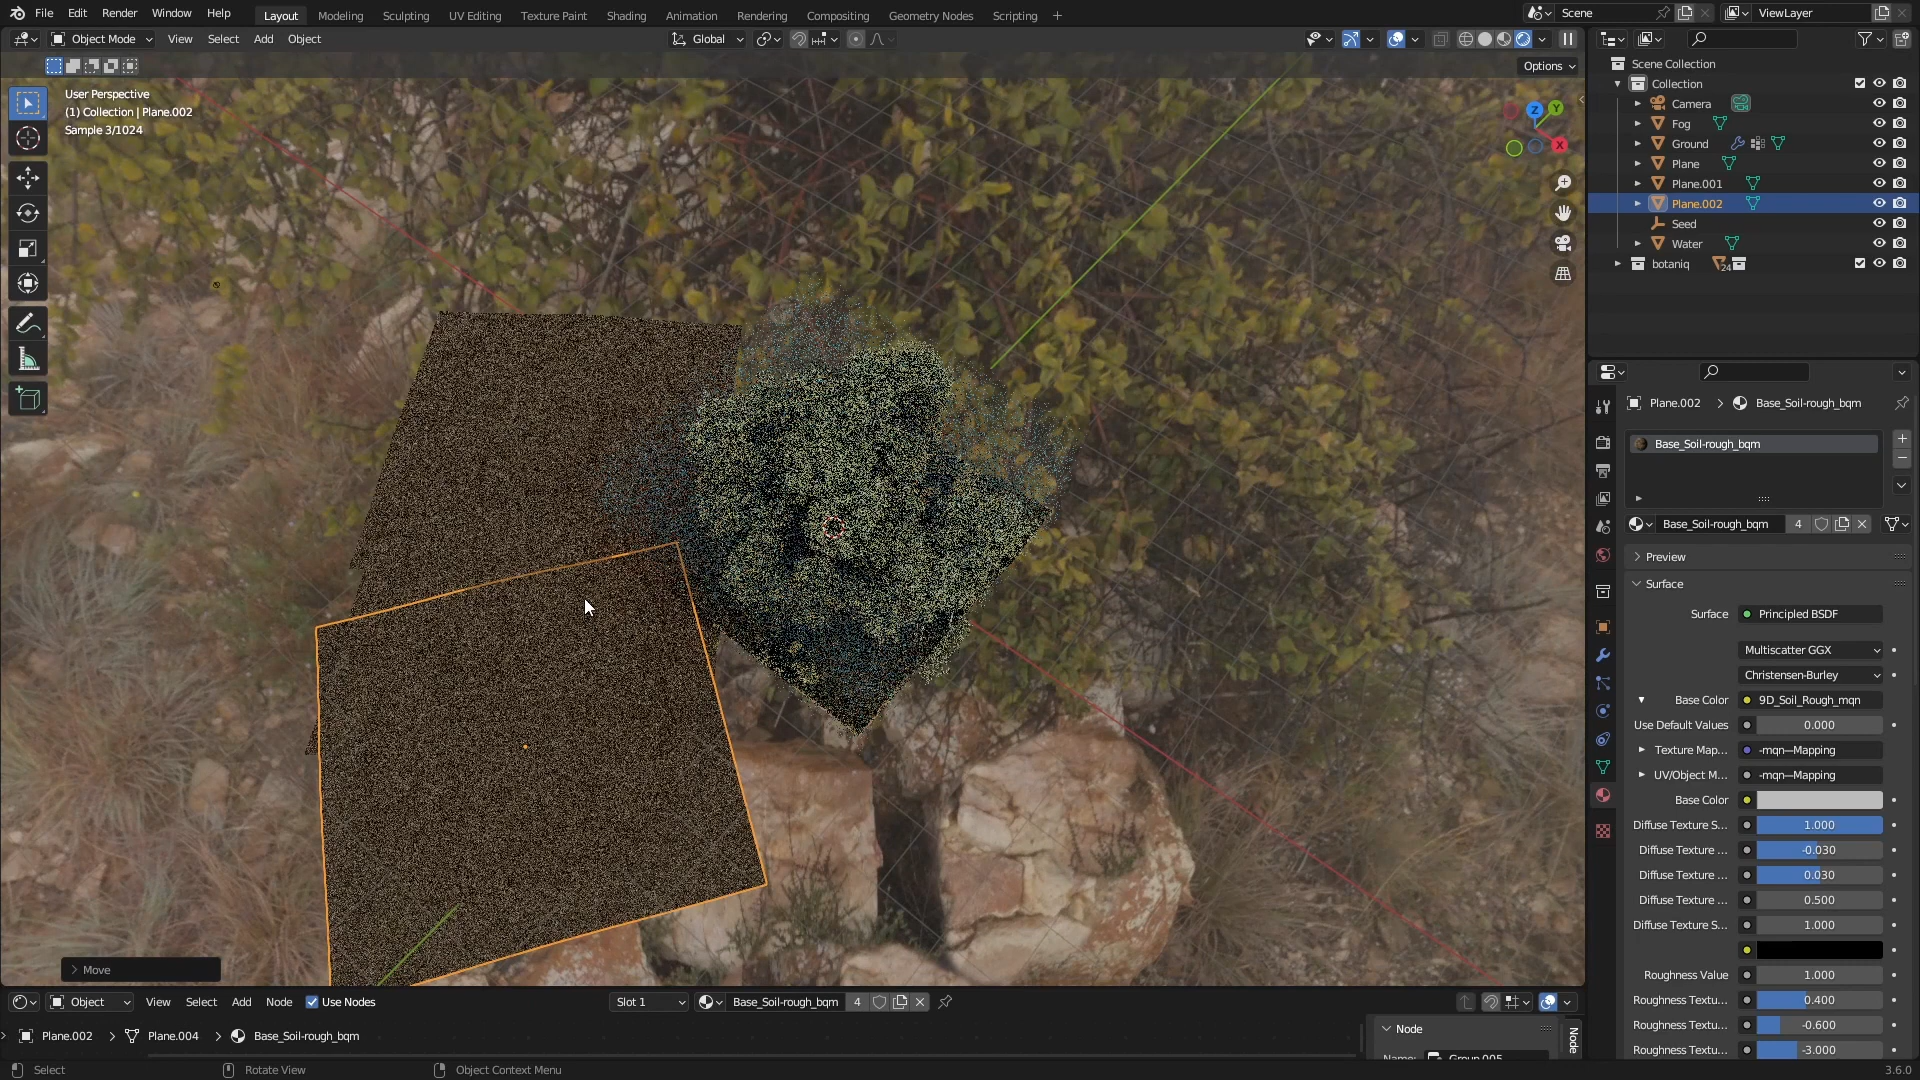 File Edit Render Window Help Layout Modeling Sculpting UV Editing Texture Paint Shading Animation Rendering Compositing Geometry Nodes Scripting + Scene ViewLayer
Object Mode View Select Add Object Global
Options
User Perspective
(1) Collection | Plane.002
Sample 3/1024
Z
Y
X
Move
Scene Collection
Collection
Camera
Fog
Ground
Plane
Plane.001
Plane.002
Seed
Water
botaniq 24
Plane.002 Base_Soil-rough_bqm
Base_Soil-rough_bqm
Base_Soil-rough_bqm 4
Preview
Surface
Surface Principled BSDF
Multiscatter GGX
Christensen-Burley
Base Color 9D_Soil_Rough_mqn
Use Default Values 0.000
Texture Map... -mqn—Mapping
UV/Object M... -mqn—Mapping
Base Color
Diffuse Texture S... 1.000
Diffuse Texture ... -0.030
Diffuse Texture ... 0.030
Diffuse Texture ... 0.500
Diffuse Texture S... 1.000
Roughness Value 1.000
Roughness Textu... 0.400
Roughness Textu... -0.600
Roughness Textu... -3.000
Object View Select Add Node Use Nodes Slot 1 Base_Soil-rough_bqm 4
Plane.002 Plane.004 Base_Soil-rough_bqm
Node
Node
Name: Group.005
Select Rotate View Object Context Menu 3.6.0